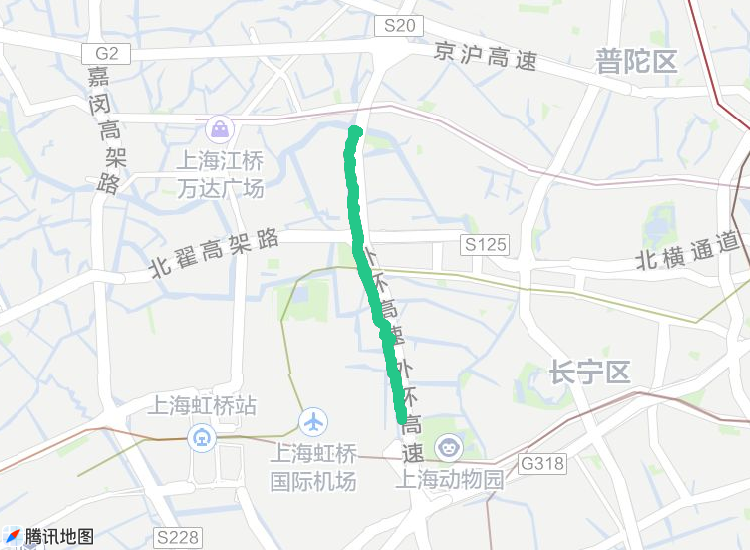 S20
G2
京沪高速
普陀区
嘉闵高架路
上海江桥
万达广场
北翟高架路
S125
北横通道
外环高速
外环高速
长宁区
上海虹桥站
上海虹桥
国际机场
上海动物园
G318
S228
腾讯地图